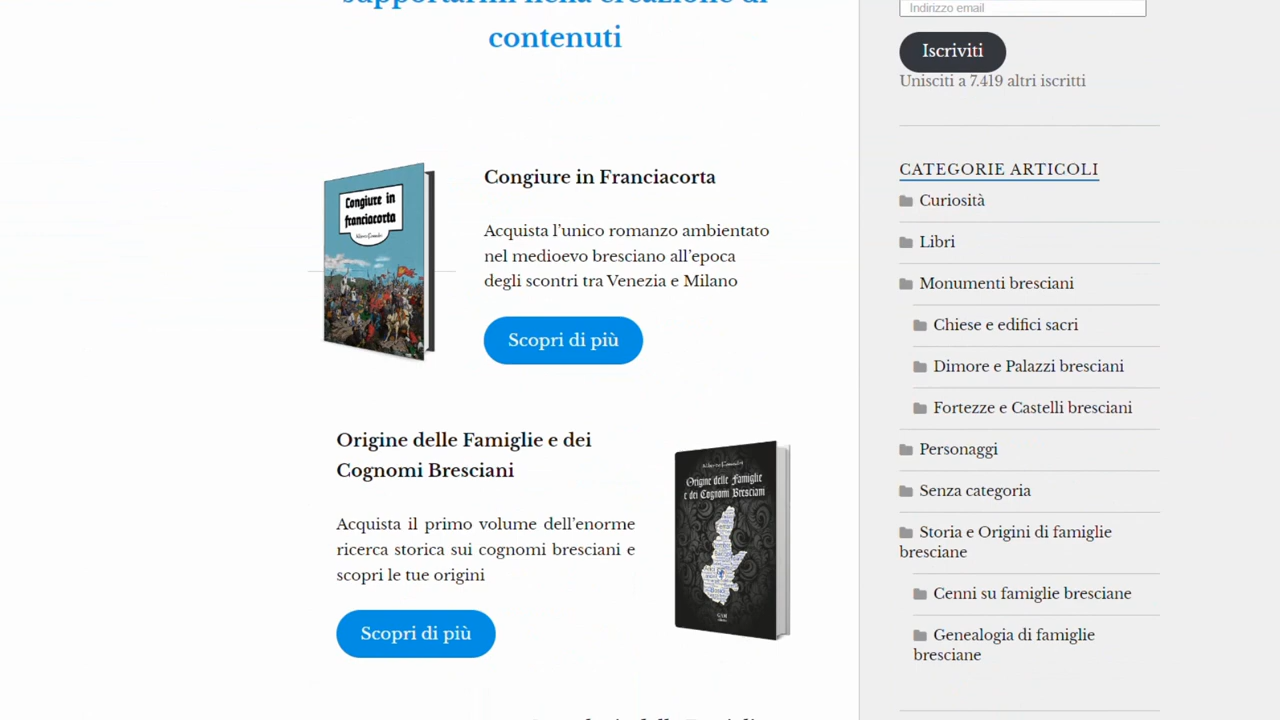 supportarmi nella creazione di
contenuti
Congiure in
franciacorta
Congiure in Franciacorta
Acquista l’unico romanzo ambientato
nel medioevo bresciano all’epoca
degli scontri tra Venezia e Milano
Scopri di più
Origine delle Famiglie e dei
Cognomi Bresciani
Acquista il primo volume dell’enorme
ricerca storica sui cognomi bresciani e
scopri le tue origini
Scopri di più
Origine delle Famiglie
e dei Cognomi Bresciani
Indirizzo email
Iscriviti
Unisciti a 7.419 altri iscritti
CATEGORIE ARTICOLI
Curiosità
Libri
Monumenti bresciani
Chiese e edifici sacri
Dimore e Palazzi bresciani
Fortezze e Castelli bresciani
Personaggi
Senza categoria
Storia e Origini di famiglie
bresciane
Cenni su famiglie bresciane
Genealogia di famiglie
bresciane